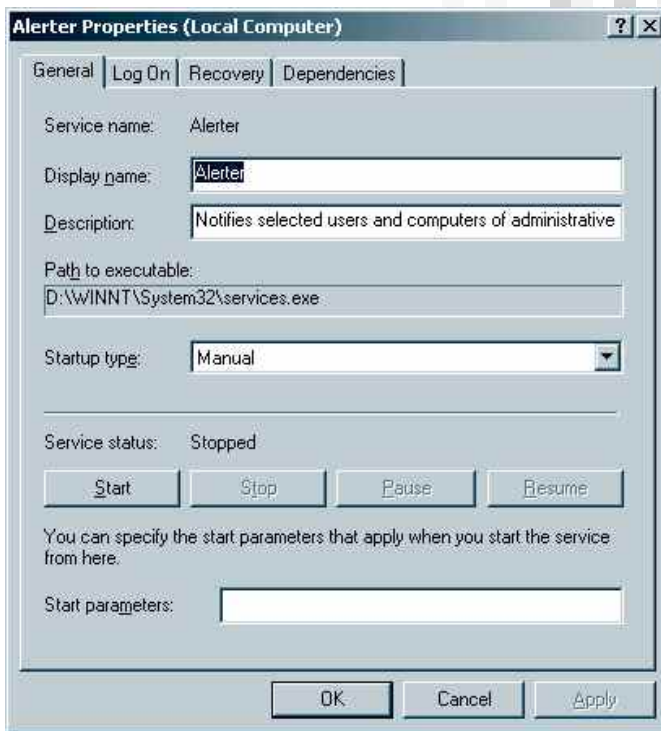 Alerter Properties (Local Computer)
General Log On Recovery Dependencies
Service name: Alerter
Display name: Alerter
Description: Notifies selected users and computers of administrative
Path to executable:
D:\WINNT\System32\services.exe
Startup type: Manual
Service status: Stopped
Start Stop Pause Resume
You can specify the start parameters that apply when you start the service
from here.
Start parameters:
OK Cancel Apply